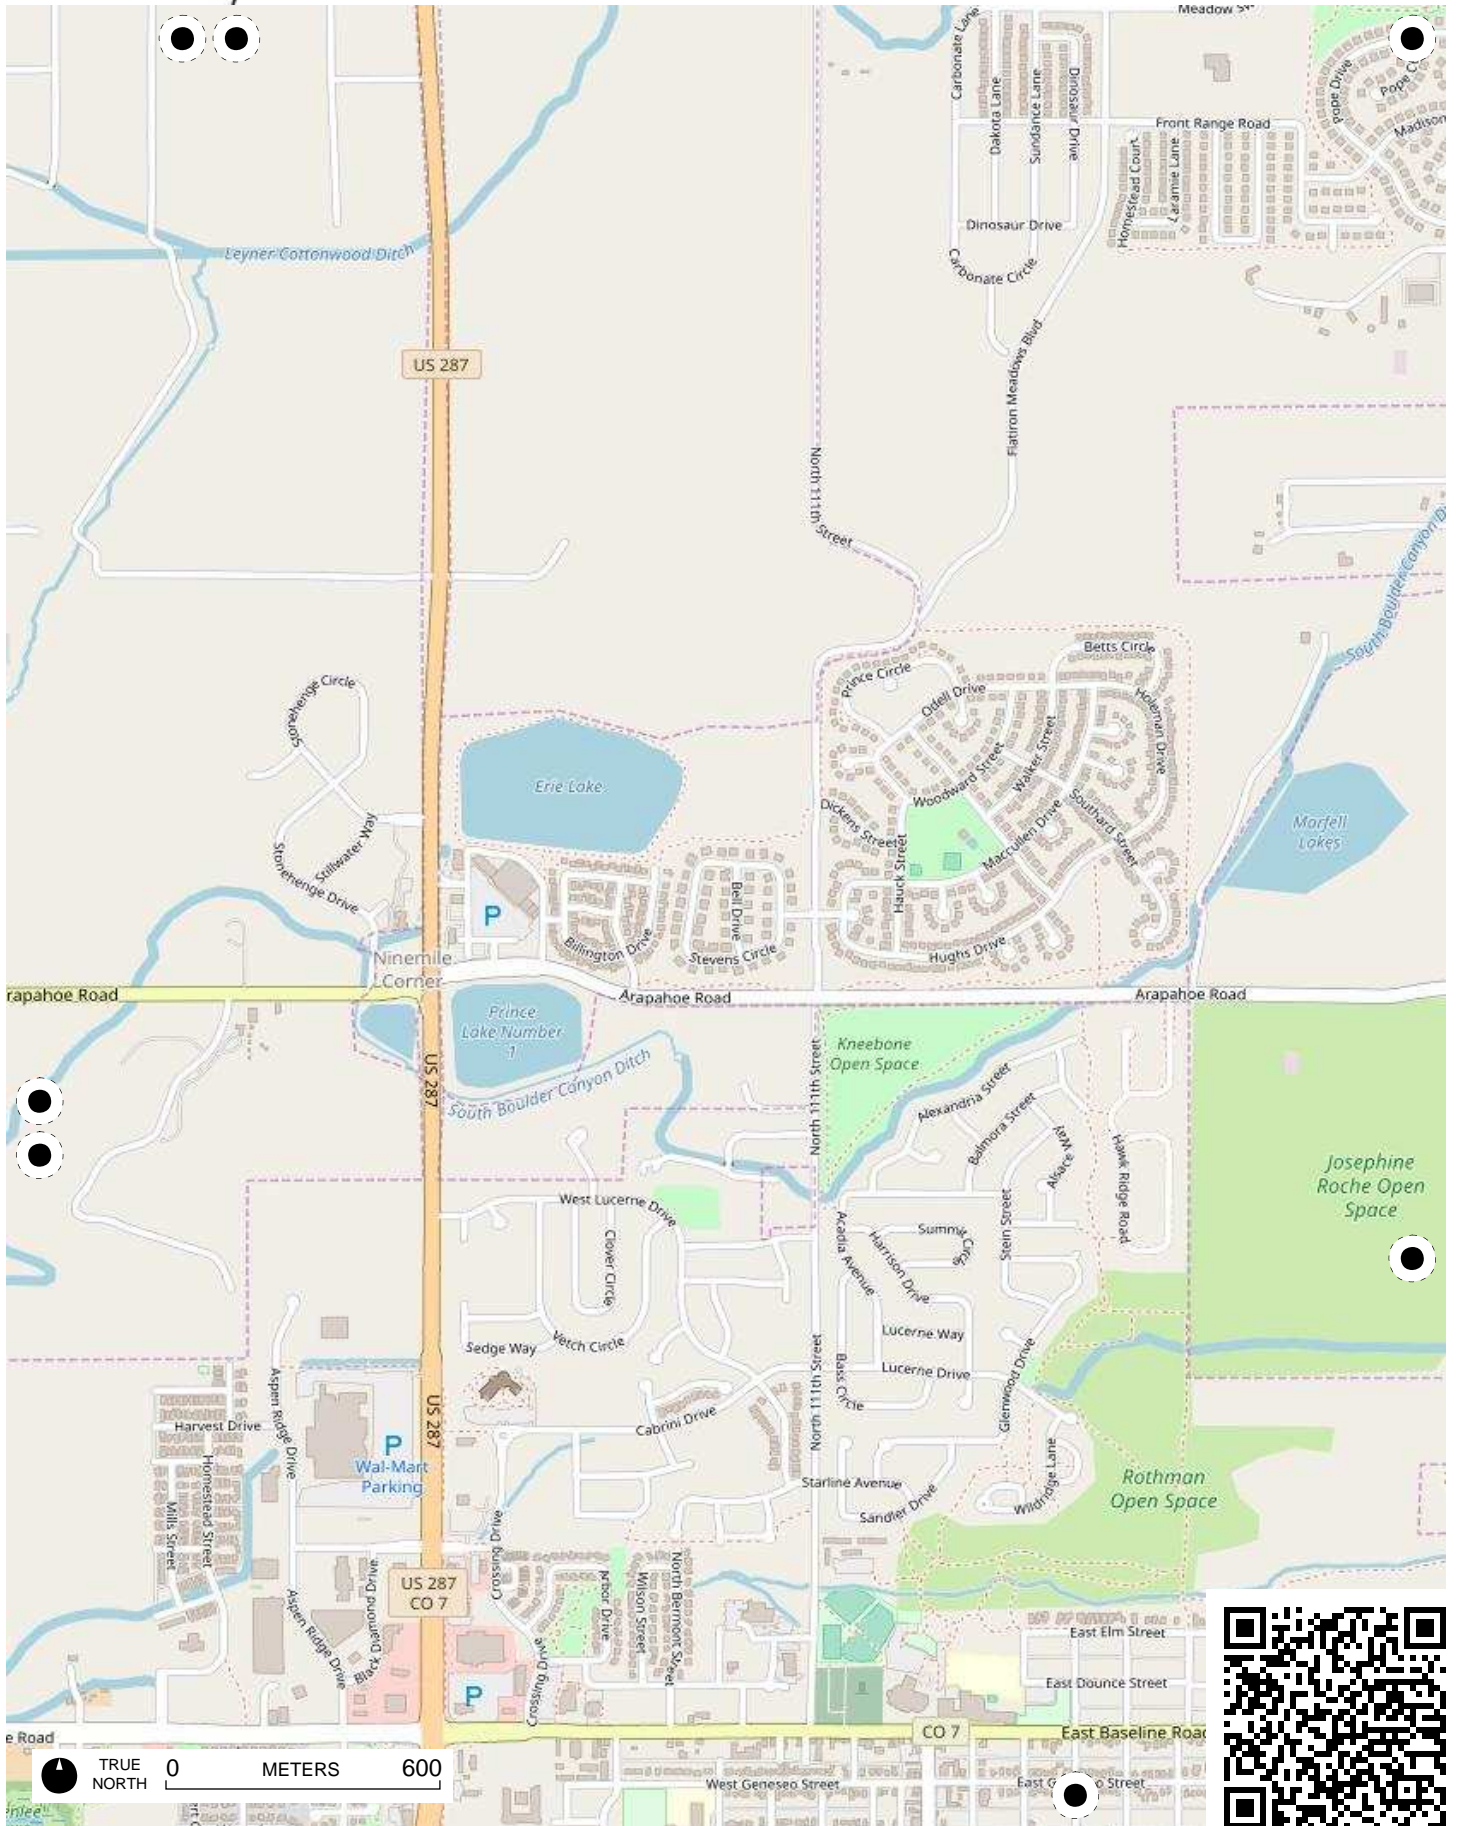 Carbonate Lane
Dakota Lane
Sundance Lane
Dinosaur Drive
Front Range Road
Pope Drive
Madison
Homestead Court
Laramie Lane
Dinosaur Drive
Carbonate Circle
Leyner Cottonwood Ditch
US 287
Flatiron Meadows Blvd
North 111th Street
South Boulder Canyon D
Betts Circle
Prince Circle
Odell Drive
Holeman Drive
Stonehenge Circle
Walker Street
Woodward Street
Erie Lake
Dickens Street
Southard Street
Maccullen Drive
Morfell
Lakes
Stillwater Way
Stonehenge Drive
Hauck Street
Bell Drive
P
Billington Drive
Stevens Circle
Hughs Drive
Ninemile
Corner
rapahoe Road
Arapahoe Road
Arapahoe Road
Prince
Lake Number
1
Kneebone
Open Space
US 287
South Boulder Canyon Ditch
North 111th Street
Alexandria Street
Balmora Street
Alsace Way
Hawk Ridge Road
Josephine
Roche Open
Space
West Lucerne Drive
Clover Circle
Acadia Avenue
Harrison Drive
Summit Circle
Stein Street
Sedge Way
Vetch Circle
Lucerne Way
Lucerne Drive
Bass Circle
Glenwood Drive
North 111th Street
US 287
Aspen Ridge Drive
Harvest Drive
Cabrini Drive
P
Wal-Mart
Parking
Homestead Street
Mills Street
Starline Avenue
Sandler Drive
Wildridge Lane
Rothman
Open Space
Crossing Drive
US 287
CO 7
Aspen Ridge Drive
Black Diamond Drive
Arbor Drive
Wilson Street
North Bermont Street
East Elm Street
East Dounce Street
P
Crossing Drive
e Road
CO 7
East Baseline Road
TRUE
NORTH
0 METERS 600
West Geneseo Street
enlee